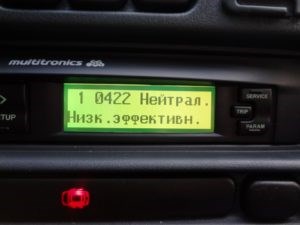 multitronics
1 0422 Нейтрал.
Низк.эффективн.
SERVICE
TRIP
SETUP
PARAM